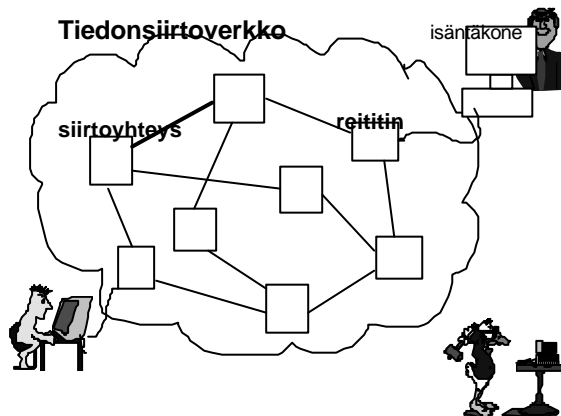 Tiedonsiirtoverkko
isäntäkone
siirtoyhteys
reititin